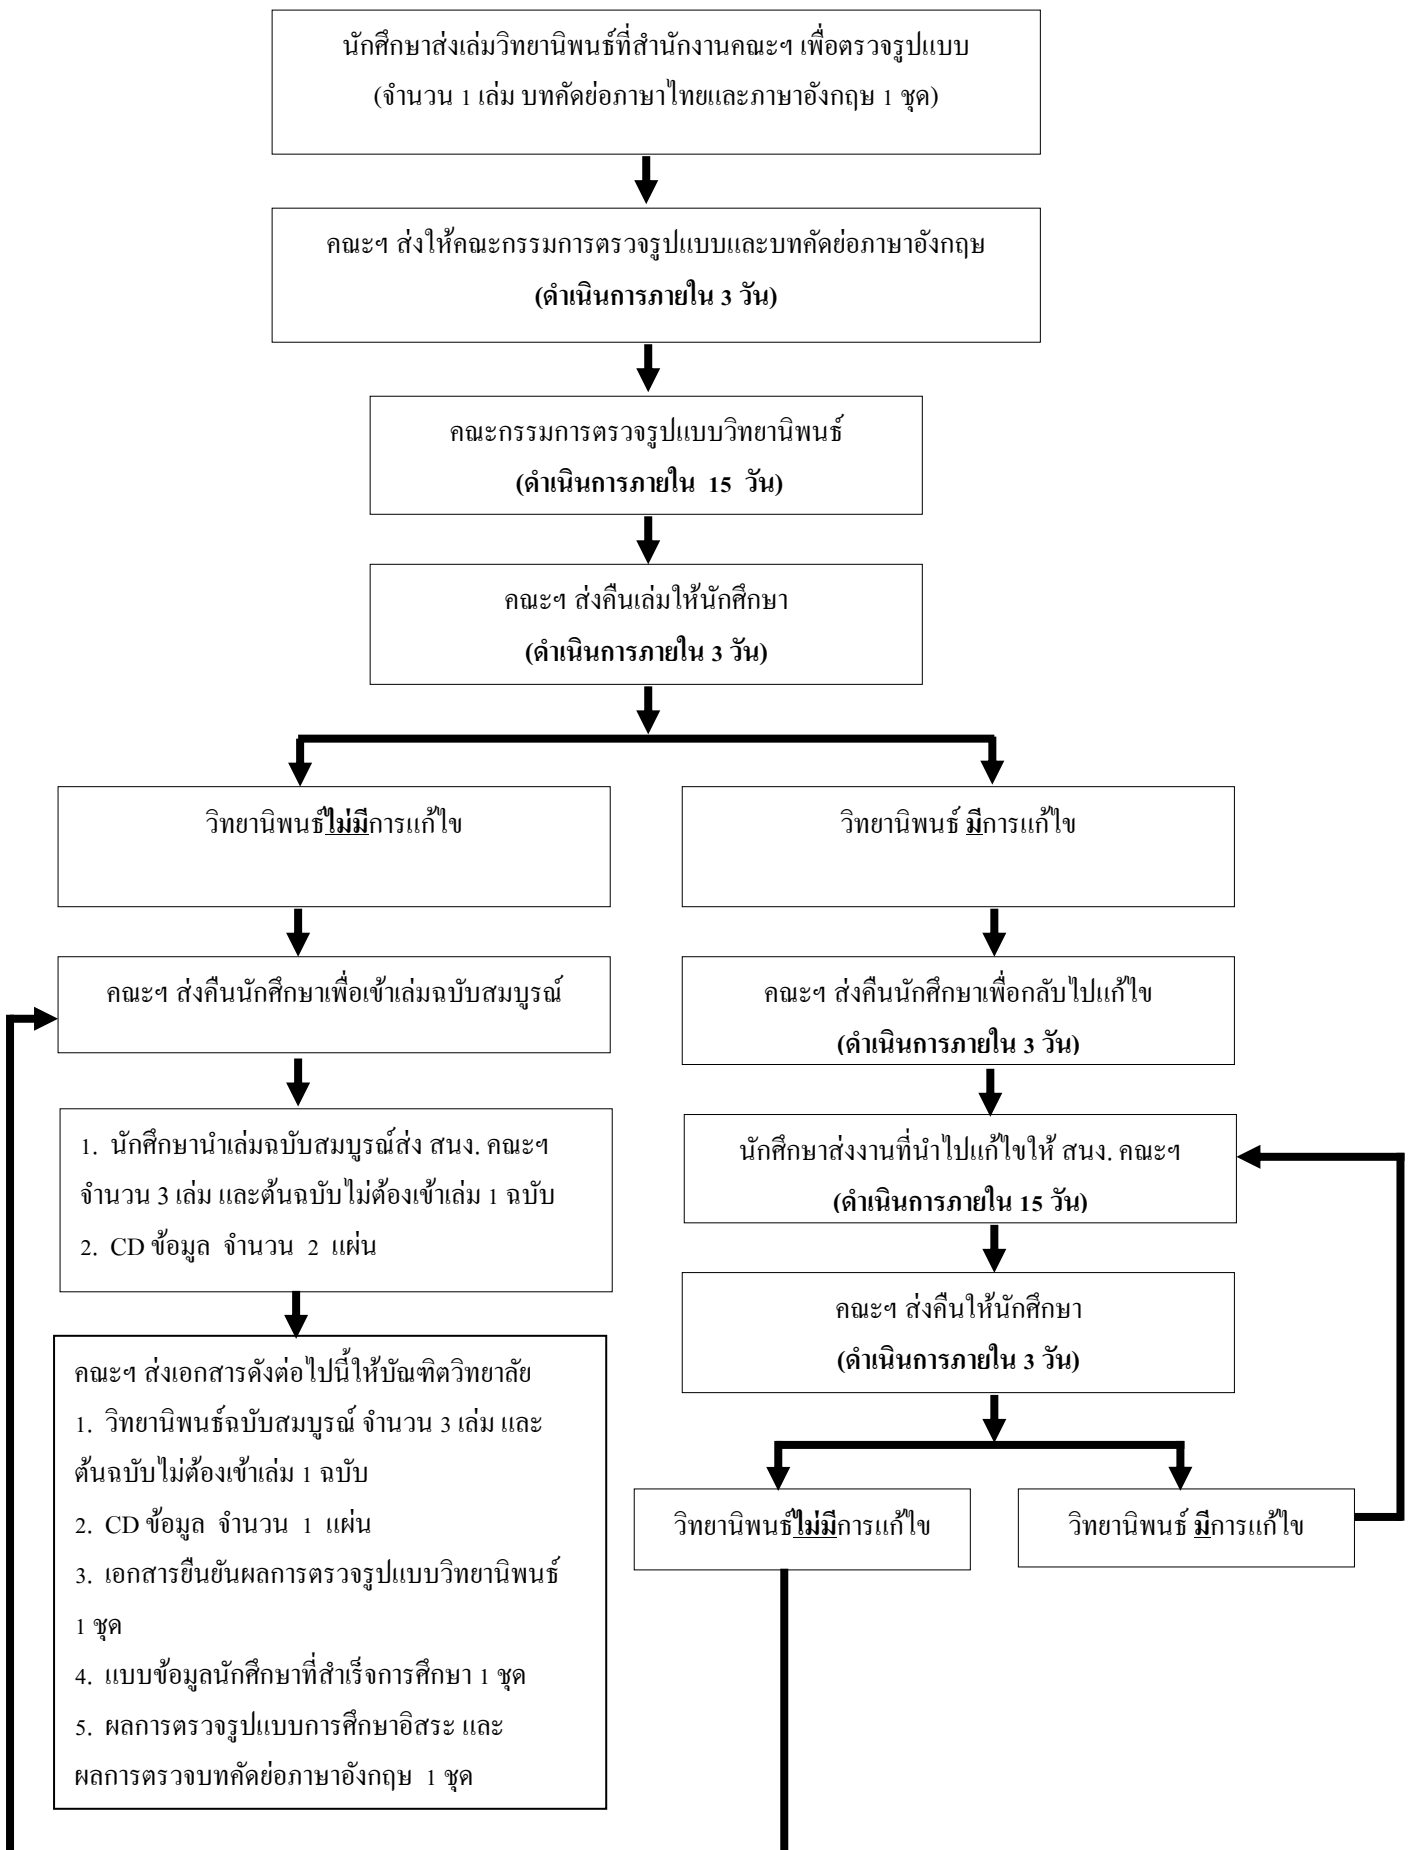 นักศึกษาส่งเล่มวิทยานิพนธ์ที่สำนักงานคณะฯ เพื่อตรวจรูปแบบ
(จำนวน 1 เล่ม บทคัดย่อภาษาไทยและภาษาอังกฤษ 1 ชุด)
คณะฯ ส่งให้คณะกรรมการตรวจรูปแบบและบทคัดย่อภาษาอังกฤษ
(ดำเนินการภายใน 3 วัน)
คณะกรรมการตรวจรูปแบบวิทยานิพนธ์
(ดำเนินการภายใน 15 วัน)
คณะฯ ส่งคืนเล่มให้นักศึกษา
(ดำเนินการภายใน 3 วัน)
วิทยานิพนธ์ไม่มีการแก้ไข
คณะฯ ส่งคืนนักศึกษาเพื่อเข้าเล่มฉบับสมบูรณ์
1. นักศึกษานำเล่มฉบับสมบูรณ์ส่ง สนง. คณะฯ
จำนวน 3 เล่ม และต้นฉบับไม่ต้องเข้าเล่ม 1 ฉบับ
2. CD ข้อมูล จำนวน 2 แผ่น
คณะฯ ส่งเอกสารดังต่อไปนี้ให้บัณฑิตวิทยาลัย
1. วิทยานิพนธ์ฉบับสมบูรณ์ จำนวน 3 เล่ม และ
ต้นฉบับไม่ต้องเข้าเล่ม 1 ฉบับ
2. CD ข้อมูล จำนวน 1 แผ่น
3. เอกสารยืนยันผลการตรวจรูปแบบวิทยานิพนธ์
1 ชุด
4. แบบข้อมูลนักศึกษาที่สำเร็จการศึกษา 1 ชุด
5. ผลการตรวจรูปแบบการศึกษาอิสระ และ
ผลการตรวจบทคัดย่อภาษาอังกฤษ 1 ชุด
วิทยานิพนธ์ มีการแก้ไข
คณะฯ ส่งคืนนักศึกษาเพื่อกลับไปแก้ไข
(ดำเนินการภายใน 3 วัน)
นักศึกษาส่งงานที่นำไปแก้ไขให้ สนง. คณะฯ
(ดำเนินการภายใน 15 วัน)
คณะฯ ส่งคืนให้นักศึกษา
(ดำเนินการภายใน 3 วัน)
วิทยานิพนธ์ไม่มีการแก้ไข
วิทยานิพนธ์ มีการแก้ไข